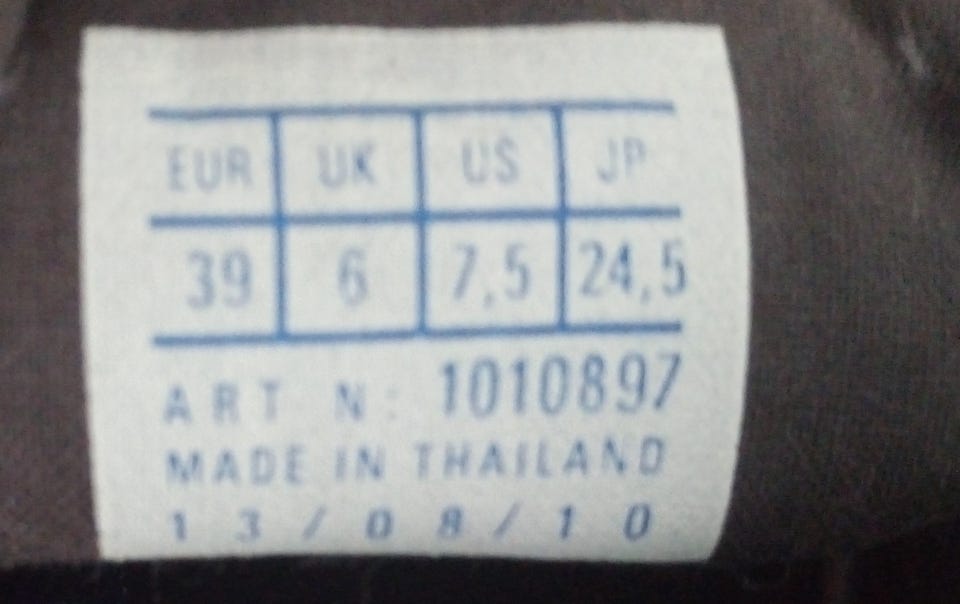 EUR UK US JP
39 6 7,5 24,5
ART N: 1010897
MADE IN THAILAND
13/08/10